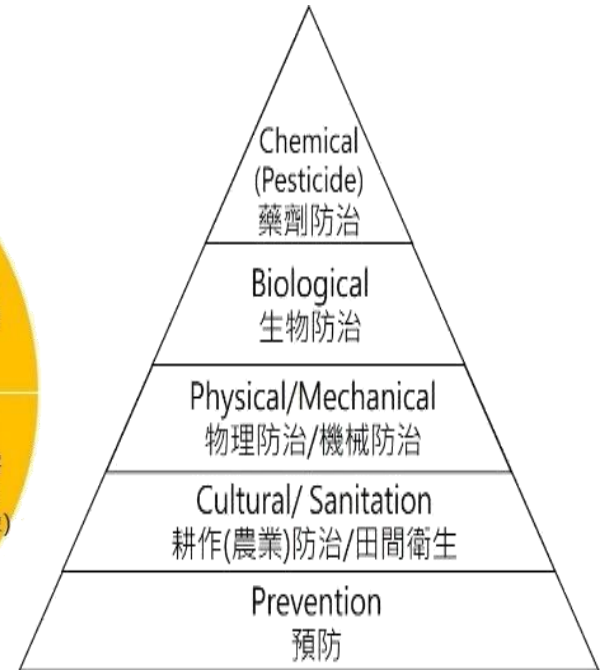 Chemical
(Pesticide)
藥劑防治
Biological
生物防治
Physical/Mechanical
物理防治/機械防治
Cultural/ Sanitation
耕作(農業)防治/田間衛生
Prevention
預防